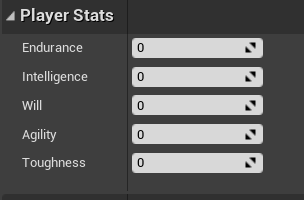 Player Stats
Endurance 0
Intelligence 0
Will 0
Agility 0
Toughness 0